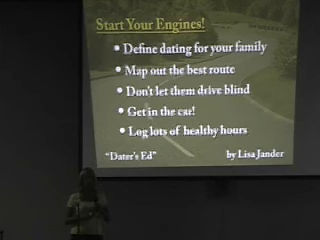 Start Your Engines!
• Define dating for your family
• Map out the best route
• Don't let them drive blind
• Get in the car!
• Log lots of healthy hours
"Dater's Ed" by Lisa Jander